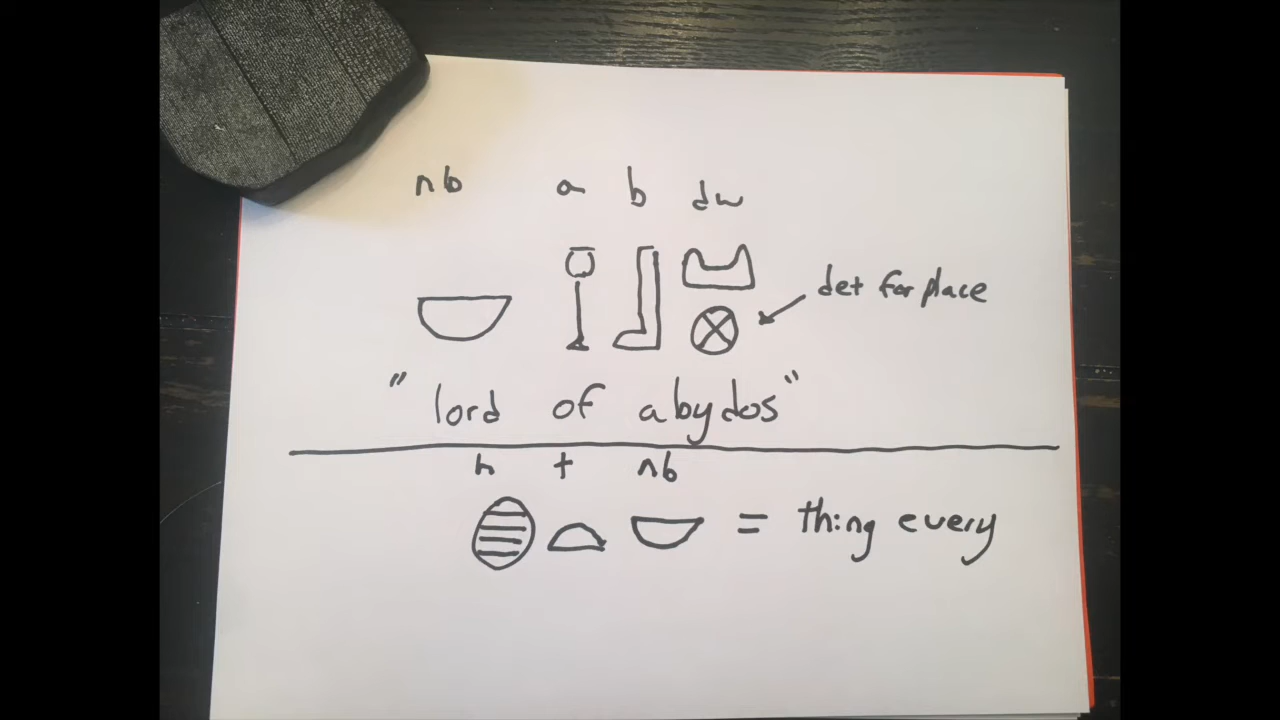 nb a b dw
𓎟 𓍋 𓃀 𓈋
𓊖 det for place
"lord of abydos"
h t nb
𓐍 𓏏 𓎟 = thing every